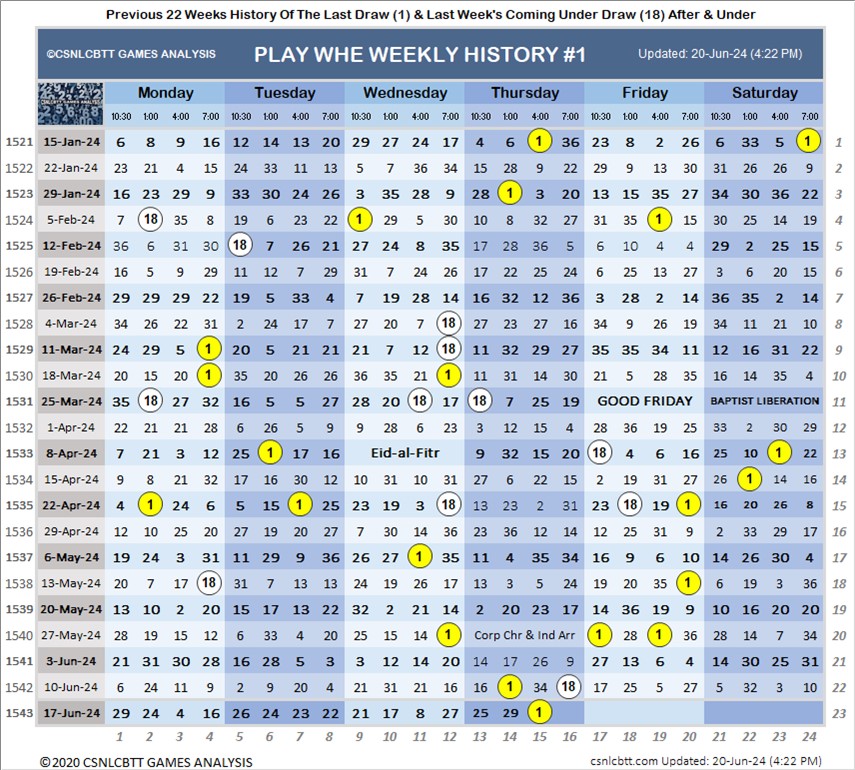 Previous 22 Weeks History Of The Last Draw (1) & Last Week's Coming Under Draw (18) After & Under
©CSNLCBTT GAMES ANALYSIS PLAY WHE WEEKLY HISTORY #1 Updated: 20-Jun-24 (4:22 PM)
Monday Tuesday Wednesday Thursday Friday Saturday
10:30 1:00 4:00 7:00 10:30 1:00 4:00 7:00 10:30 1:00 4:00 7:00 10:30 1:00 4:00 7:00 10:30 1:00 4:00 7:00 10:30 1:00 4:00 7:00
1521 15-Jan-24 6 8 9 16 12 14 13 20 29 27 24 17 4 6 1 36 23 8 2 26 6 33 5 1 1
1522 22-Jan-24 23 21 4 15 24 33 11 13 5 7 36 34 15 28 9 22 29 9 13 30 31 26 26 9 2
1523 29-Jan-24 16 23 29 9 33 30 24 26 3 35 28 9 28 1 3 20 13 15 35 27 34 30 36 22 3
1524 5-Feb-24 7 18 35 8 19 6 23 22 1 29 5 30 10 8 32 27 31 35 1 15 30 25 14 19 4
1525 12-Feb-24 36 6 31 30 18 7 26 21 27 24 8 35 17 28 36 5 6 10 4 4 29 2 25 15 5
1526 19-Feb-24 16 5 9 29 11 12 7 29 31 7 24 26 17 22 25 24 6 25 13 27 3 6 20 15 6
1527 26-Feb-24 29 29 29 22 19 5 33 4 7 19 28 14 16 32 12 36 3 28 2 14 36 35 2 14 7
1528 4-Mar-24 34 26 22 31 2 24 17 7 27 20 7 18 27 23 27 16 34 9 26 19 34 11 21 10 8
1529 11-Mar-24 24 29 5 1 20 5 21 21 21 7 12 18 11 32 29 27 35 35 34 11 12 16 31 22 9
1530 18-Mar-24 20 15 20 1 35 20 26 26 36 35 21 1 11 31 14 30 21 5 28 35 16 14 35 4 10
1531 25-Mar-24 35 18 27 32 16 5 5 27 28 20 18 17 18 7 25 19 GOOD FRIDAY BAPTIST LIBERATION 11
1532 1-Apr-24 22 21 21 28 6 26 5 9 9 28 6 23 3 12 15 4 28 36 19 25 33 2 30 29 12
1533 8-Apr-24 7 21 3 12 25 1 17 16 Eid-al-Fitr 9 32 15 20 18 4 6 16 25 10 1 23 13
1534 15-Apr-24 9 8 21 32 17 16 30 12 10 31 10 31 27 6 22 15 2 19 31 27 26 1 14 16 14
1535 22-Apr-24 4 1 24 6 5 15 1 25 23 19 3 18 13 23 2 31 23 18 19 1 16 20 26 8 15
1536 29-Apr-24 12 10 25 20 27 19 20 27 7 30 14 36 23 36 12 14 12 25 31 9 2 33 29 17 16
1537 6-May-24 19 24 3 31 11 29 9 36 26 27 1 35 11 4 35 34 16 9 6 10 14 26 30 4 17
1538 13-May-24 20 7 17 18 31 7 13 13 24 19 26 17 13 3 5 24 19 20 35 1 6 19 3 36 18
1539 20-May-24 13 10 2 20 15 17 13 22 32 2 21 14 2 20 23 17 14 36 19 9 10 16 20 20 19
1540 27-May-24 28 19 15 12 6 33 4 20 25 15 14 1 Corp Chr & Ind Arr 1 28 1 36 28 14 7 34 20
1541 3-Jun-24 21 31 30 28 16 28 5 3 3 12 14 20 14 17 26 9 27 13 6 4 14 30 25 31 21
1542 10-Jun-24 6 24 11 9 2 9 20 4 21 31 21 16 16 1 34 18 17 25 5 27 5 32 3 10 22
1543 17-Jun-24 29 24 4 16 26 24 23 22 21 17 8 27 25 29 1 23
1 2 3 4 5 6 7 8 9 10 11 12 13 14 15 16 17 18 19 20 21 22 23 24
©2020 CSNLCBTT GAMES ANALYSIS csnlcbtt.com Updated: 20-Jun-24 (4:22 PM)